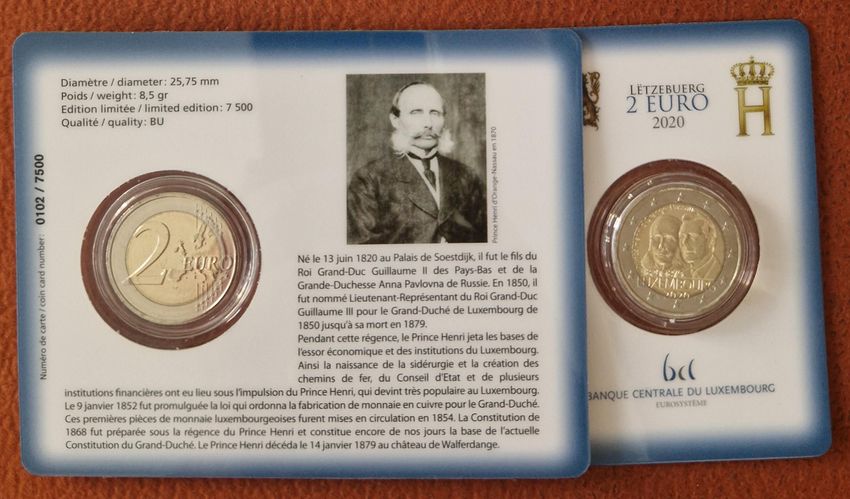 Diamètre / diameter: 25,75 mm
Poids / weight: 8,5 gr
Edition limitée / limited edition: 7 500
Qualité / quality: BU
Numéro de carte / coin card number: 0102 / 7500
2 EURO
Prince Henri d'Orange-Nassau en 1870
Né le 13 juin 1820 au Palais de Soestdijk, il fut le fils du
Roi Grand-Duc Guillaume II des Pays-Bas et de la
Grande-Duchesse Anna Pavlovna de Russie. En 1850, il
fut nommé Lieutenant-Représentant du Roi Grand-Duc
Guillaume III pour le Grand-Duché de Luxembourg de
1850 jusqu'à sa mort en 1879.
Pendant cette régence, le Prince Henri jeta les bases de
l'essor économique et des institutions du Luxembourg.
Ainsi la naissance de la sidérurgie et la création des
chemins de fer, du Conseil d'Etat et de plusieurs
institutions financières ont eu lieu sous l'impulsion du Prince Henri, qui devint très populaire au Luxembourg.
Le 9 janvier 1852 fut promulguée la loi qui ordonna la fabrication de monnaie en cuivre pour le Grand-Duché.
Ces premières pièces de monnaie luxembourgeoises furent mises en circulation en 1854. La Constitution de
1868 fut préparée sous la régence du Prince Henri et constitue encore de nos jours la base de l'actuelle
Constitution du Grand-Duché. Le Prince Henri décéda le 14 janvier 1879 au château de Walferdange.
LËTZEBUERG
2 EURO
2020
H
LUXEMBOURG
2020
bcl
BANQUE CENTRALE DU LUXEMBOURG
EUROSYSTÈME